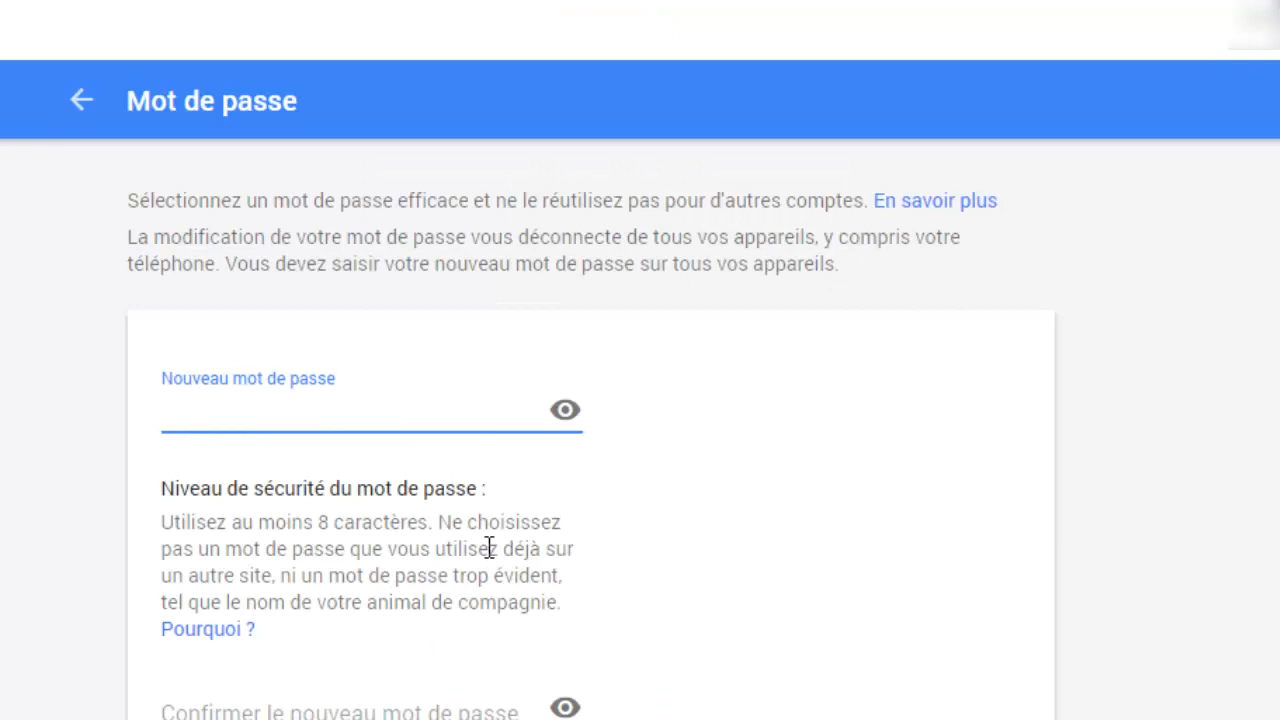 Mot de passe
Sélectionnez un mot de passe efficace et ne le réutilisez pas pour d'autres comptes. En savoir plus
La modification de votre mot de passe vous déconnecte de tous vos appareils, y compris votre
téléphone. Vous devez saisir votre nouveau mot de passe sur tous vos appareils.
Nouveau mot de passe
Niveau de sécurité du mot de passe :
Utilisez au moins 8 caractères. Ne choisissez
pas un mot de passe que vous utilisez déjà sur
un autre site, ni un mot de passe trop évident,
tel que le nom de votre animal de compagnie.
Pourquoi ?
Confirmer le nouveau mot de passe